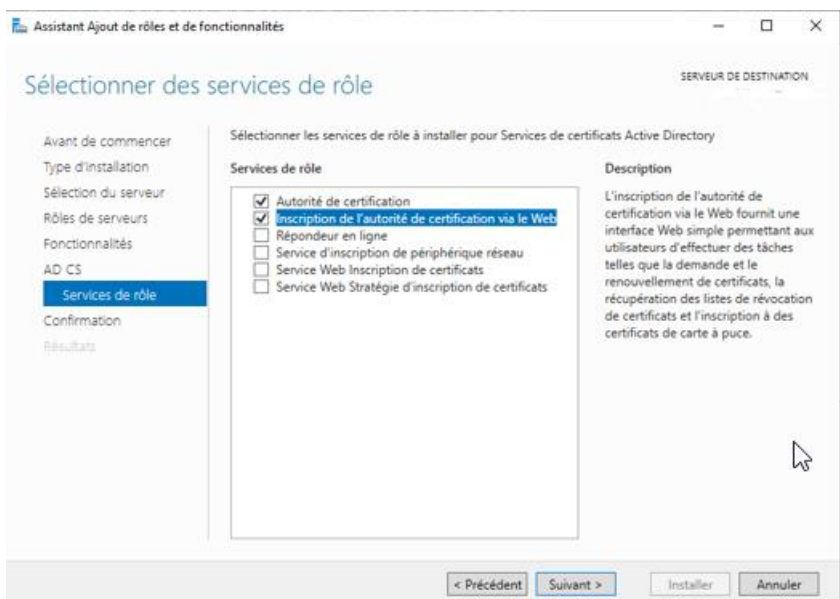 Assistant Ajout de rôles et de fonctionnalités
Sélectionner des services de rôle
SERVEUR DE DESTINATION
Avant de commencer
Type d'installation
Sélection du serveur
Rôles de serveurs
Fonctionnalités
AD CS
Services de rôle
Confirmation
Résultats
Sélectionner les services de rôle à installer pour Services de certificats Active Directory
Services de rôle
Autorité de certification
Inscription de l'autorité de certification via le Web
Répondeur en ligne
Service d'inscription de périphérique réseau
Service Web Inscription de certificats
Service Web Stratégie d'inscription de certificats
Description
L'inscription de l'autorité de
certification via le Web fournit une
interface Web simple permettant aux
utilisateurs d'effectuer des tâches
telles que la demande et le
renouvellement de certificats, la
récupération des listes de révocation
de certificats et l'inscription à des
certificats de carte à puce.
< Précédent
Suivant >
Installer
Annuler